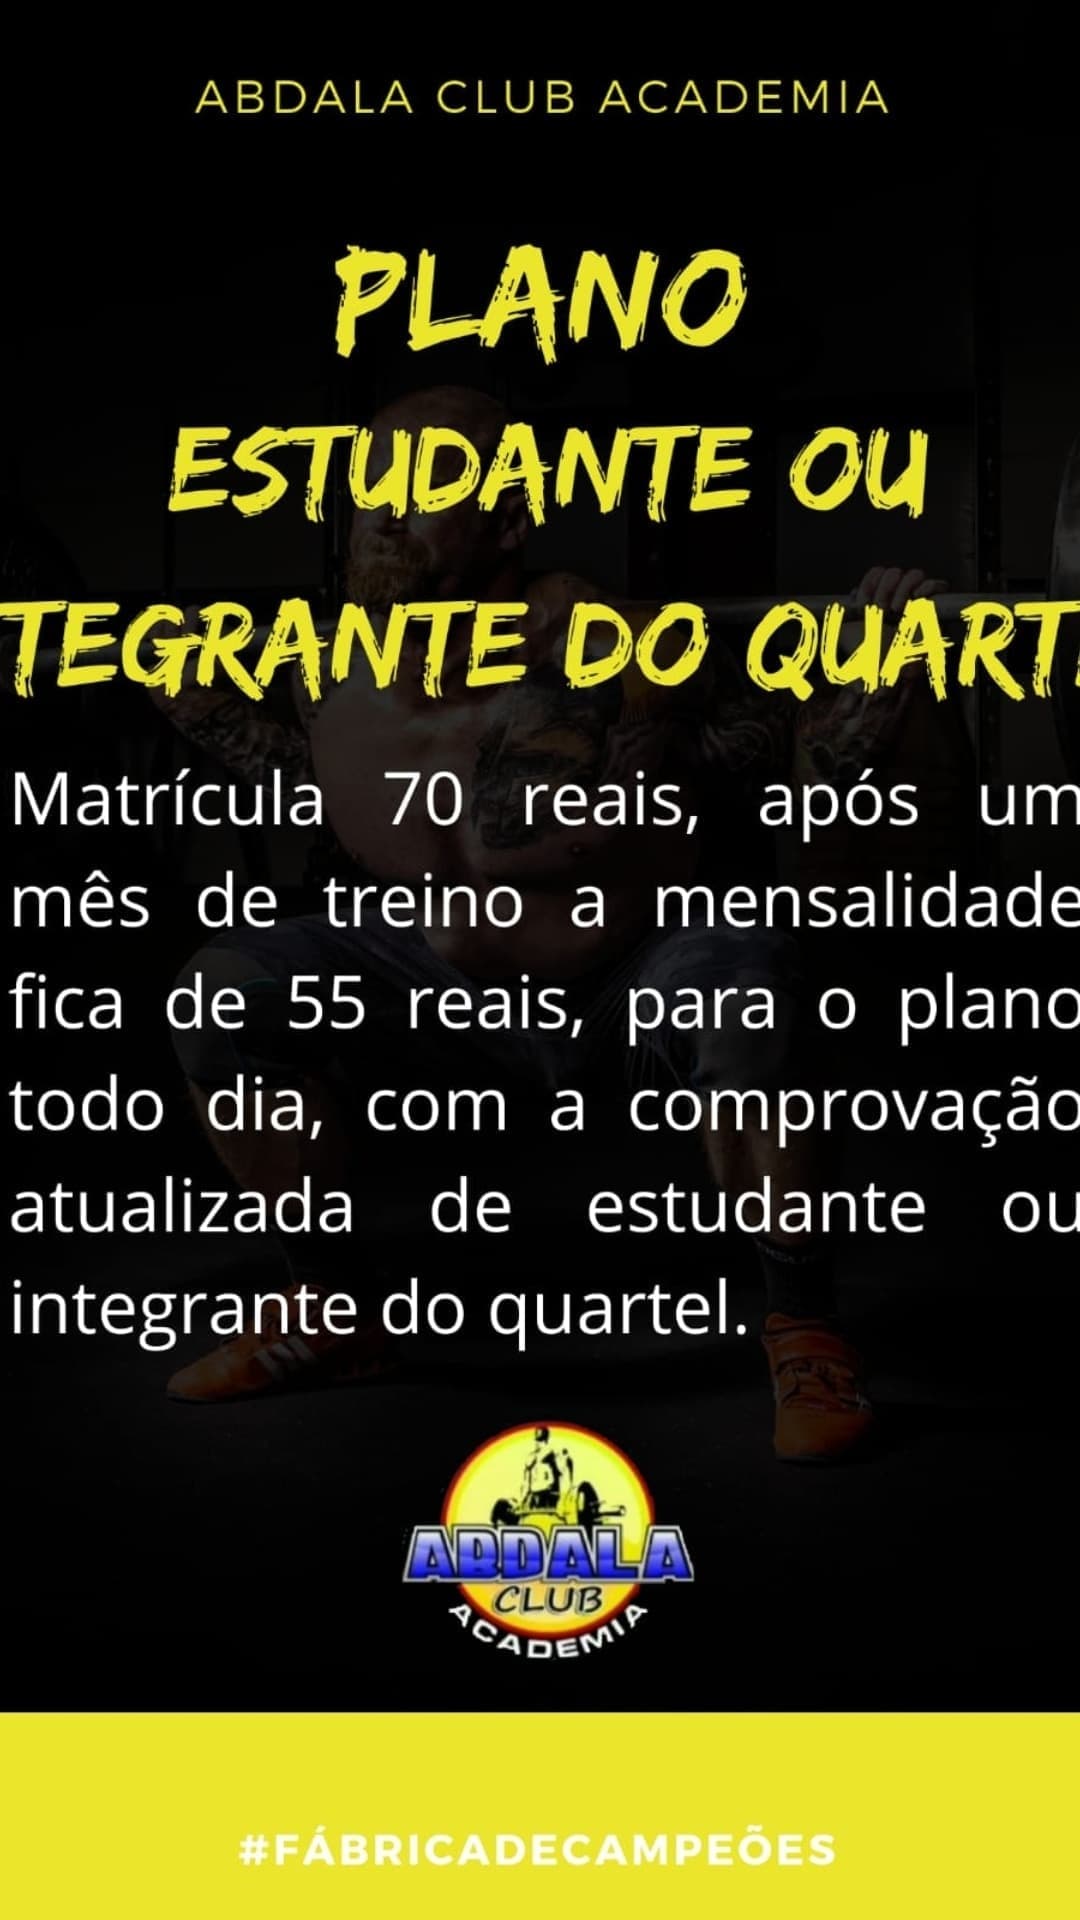 ABDALA CLUB ACADEMIA
PLANO
ESTUDANTE OU
TEGRANTE DO QUART
Matrícula 70 reais, após um
mês de treino a mensalidade
fica de 55 reais, para o plano
todo dia, com a comprovação
atualizada de estudante ou
integrante do quartel.
ABDALA
CLUB
ACADEMIA
#FÁBRICADECAMPEÕES